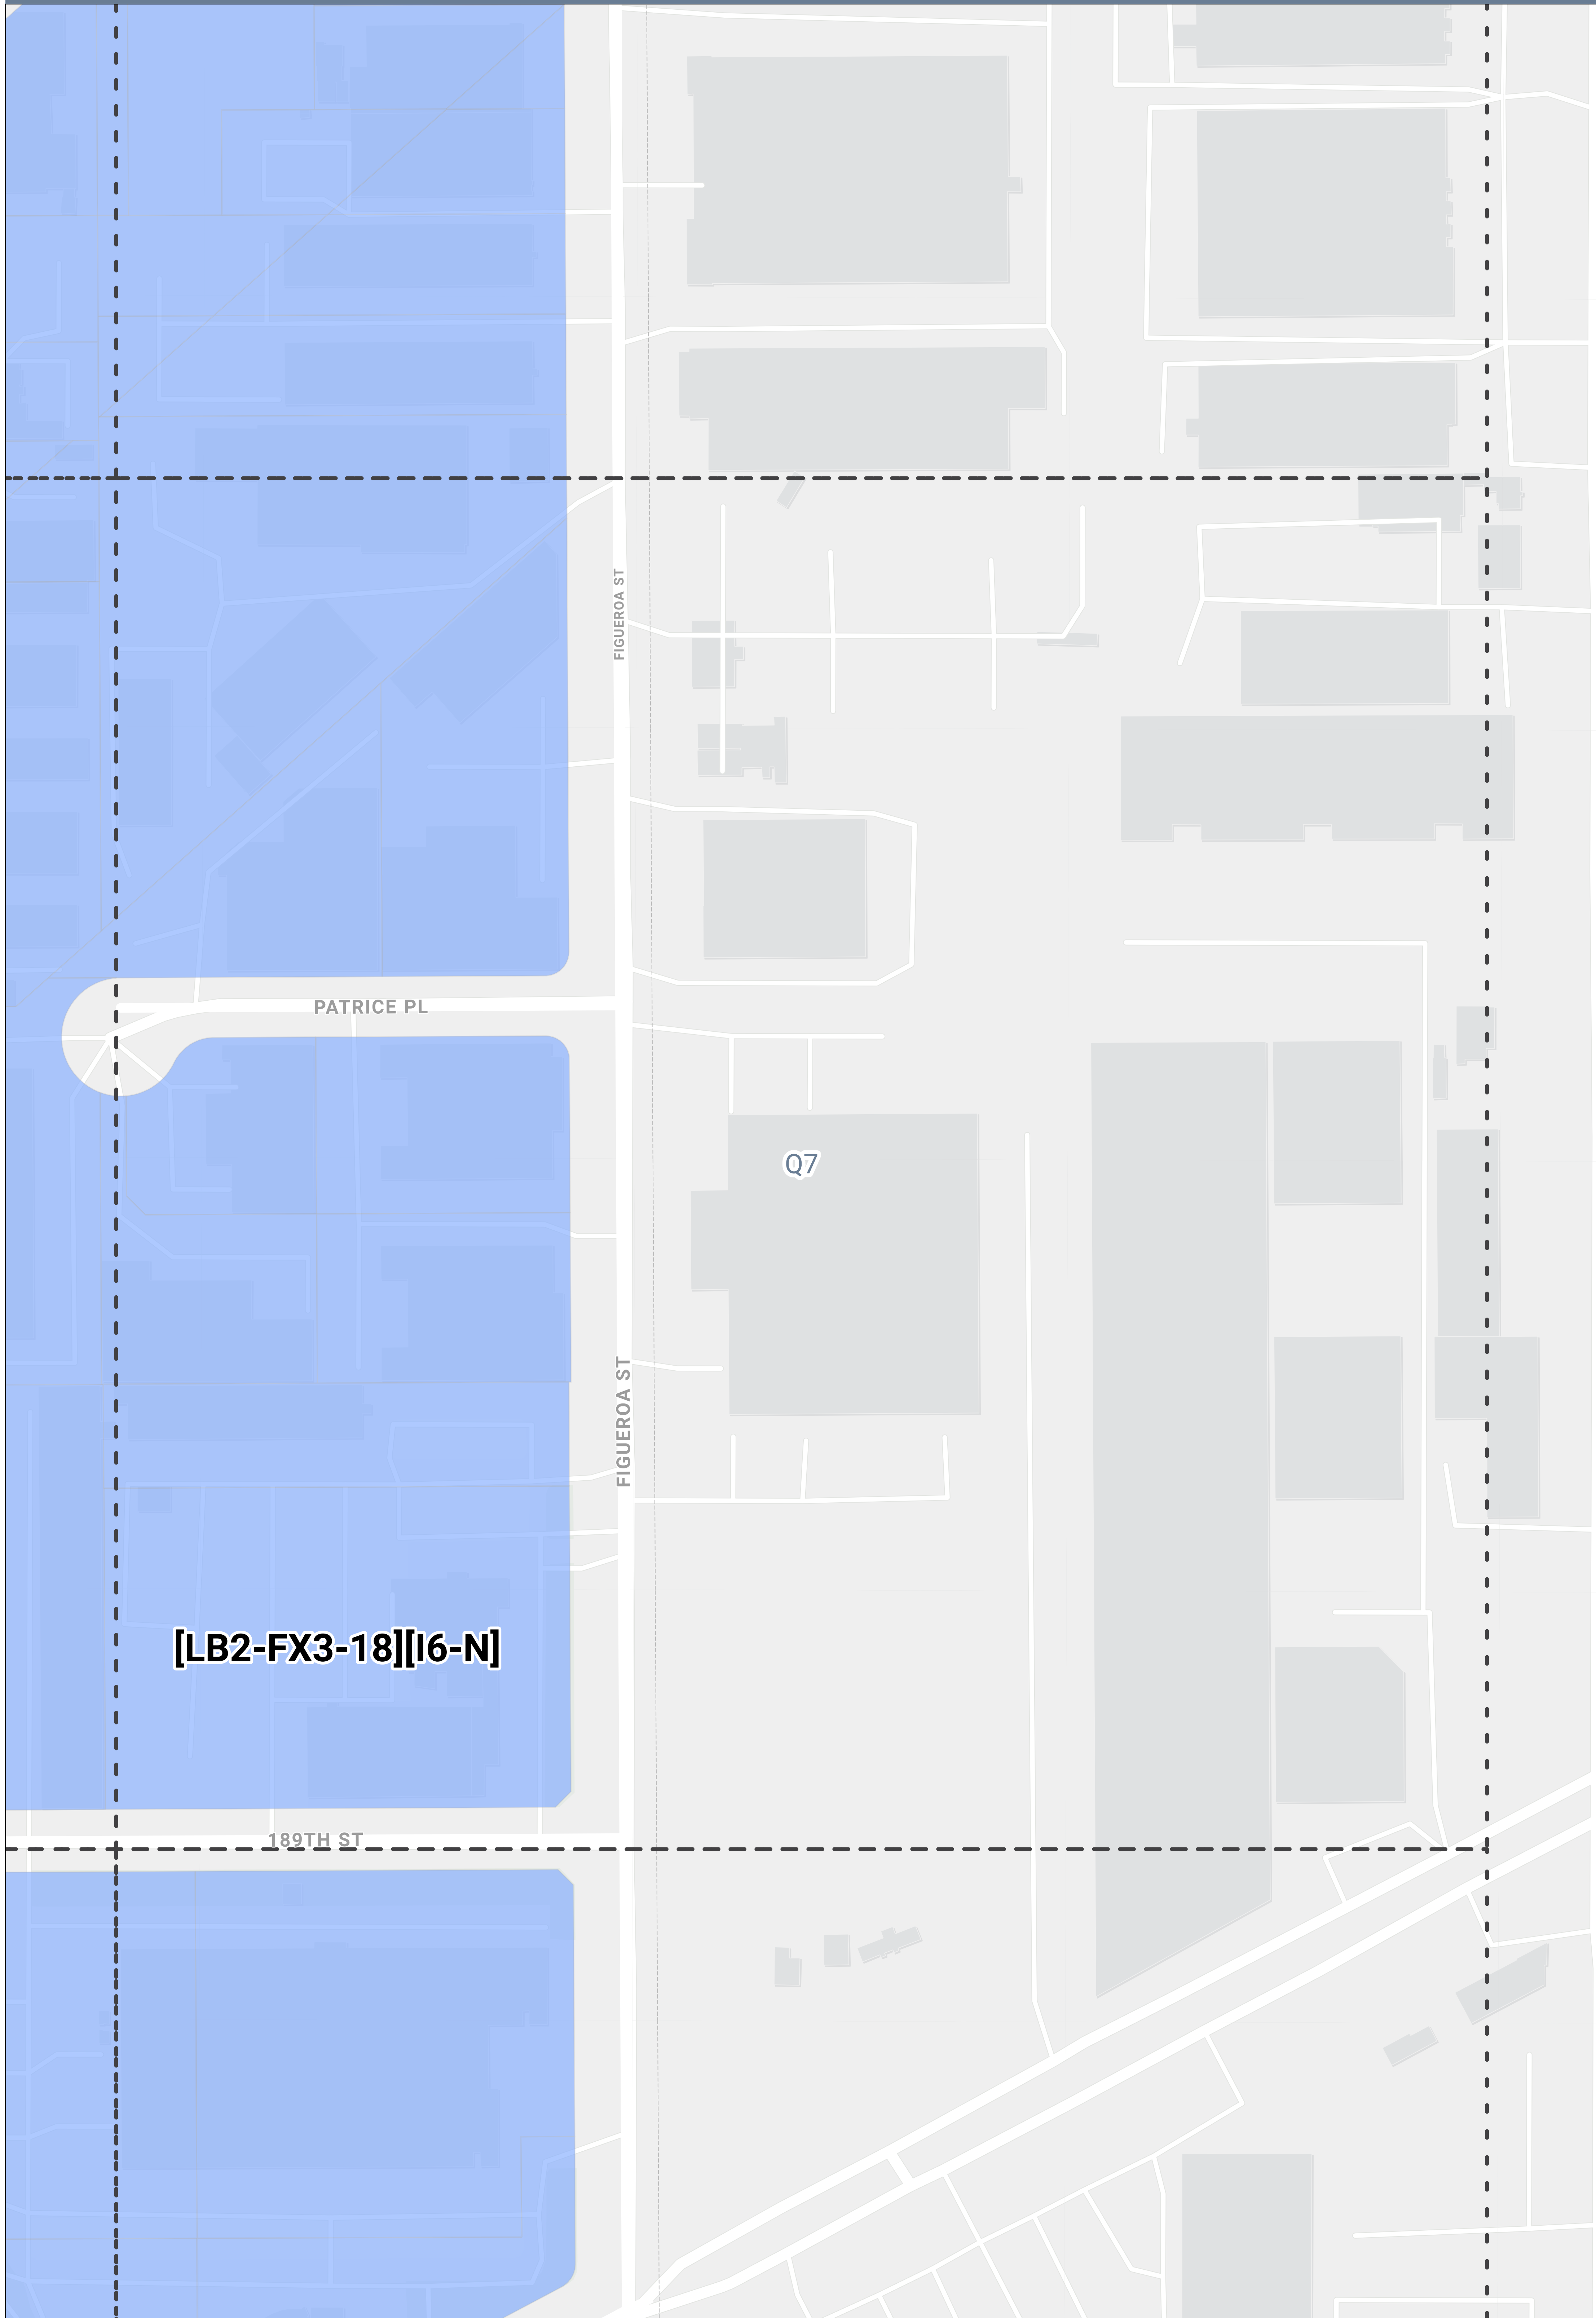 FIGUEROA ST
PATRICE PL
Q7
FIGUEROA ST
[LB2-FX3-18][I6-N]
189TH ST